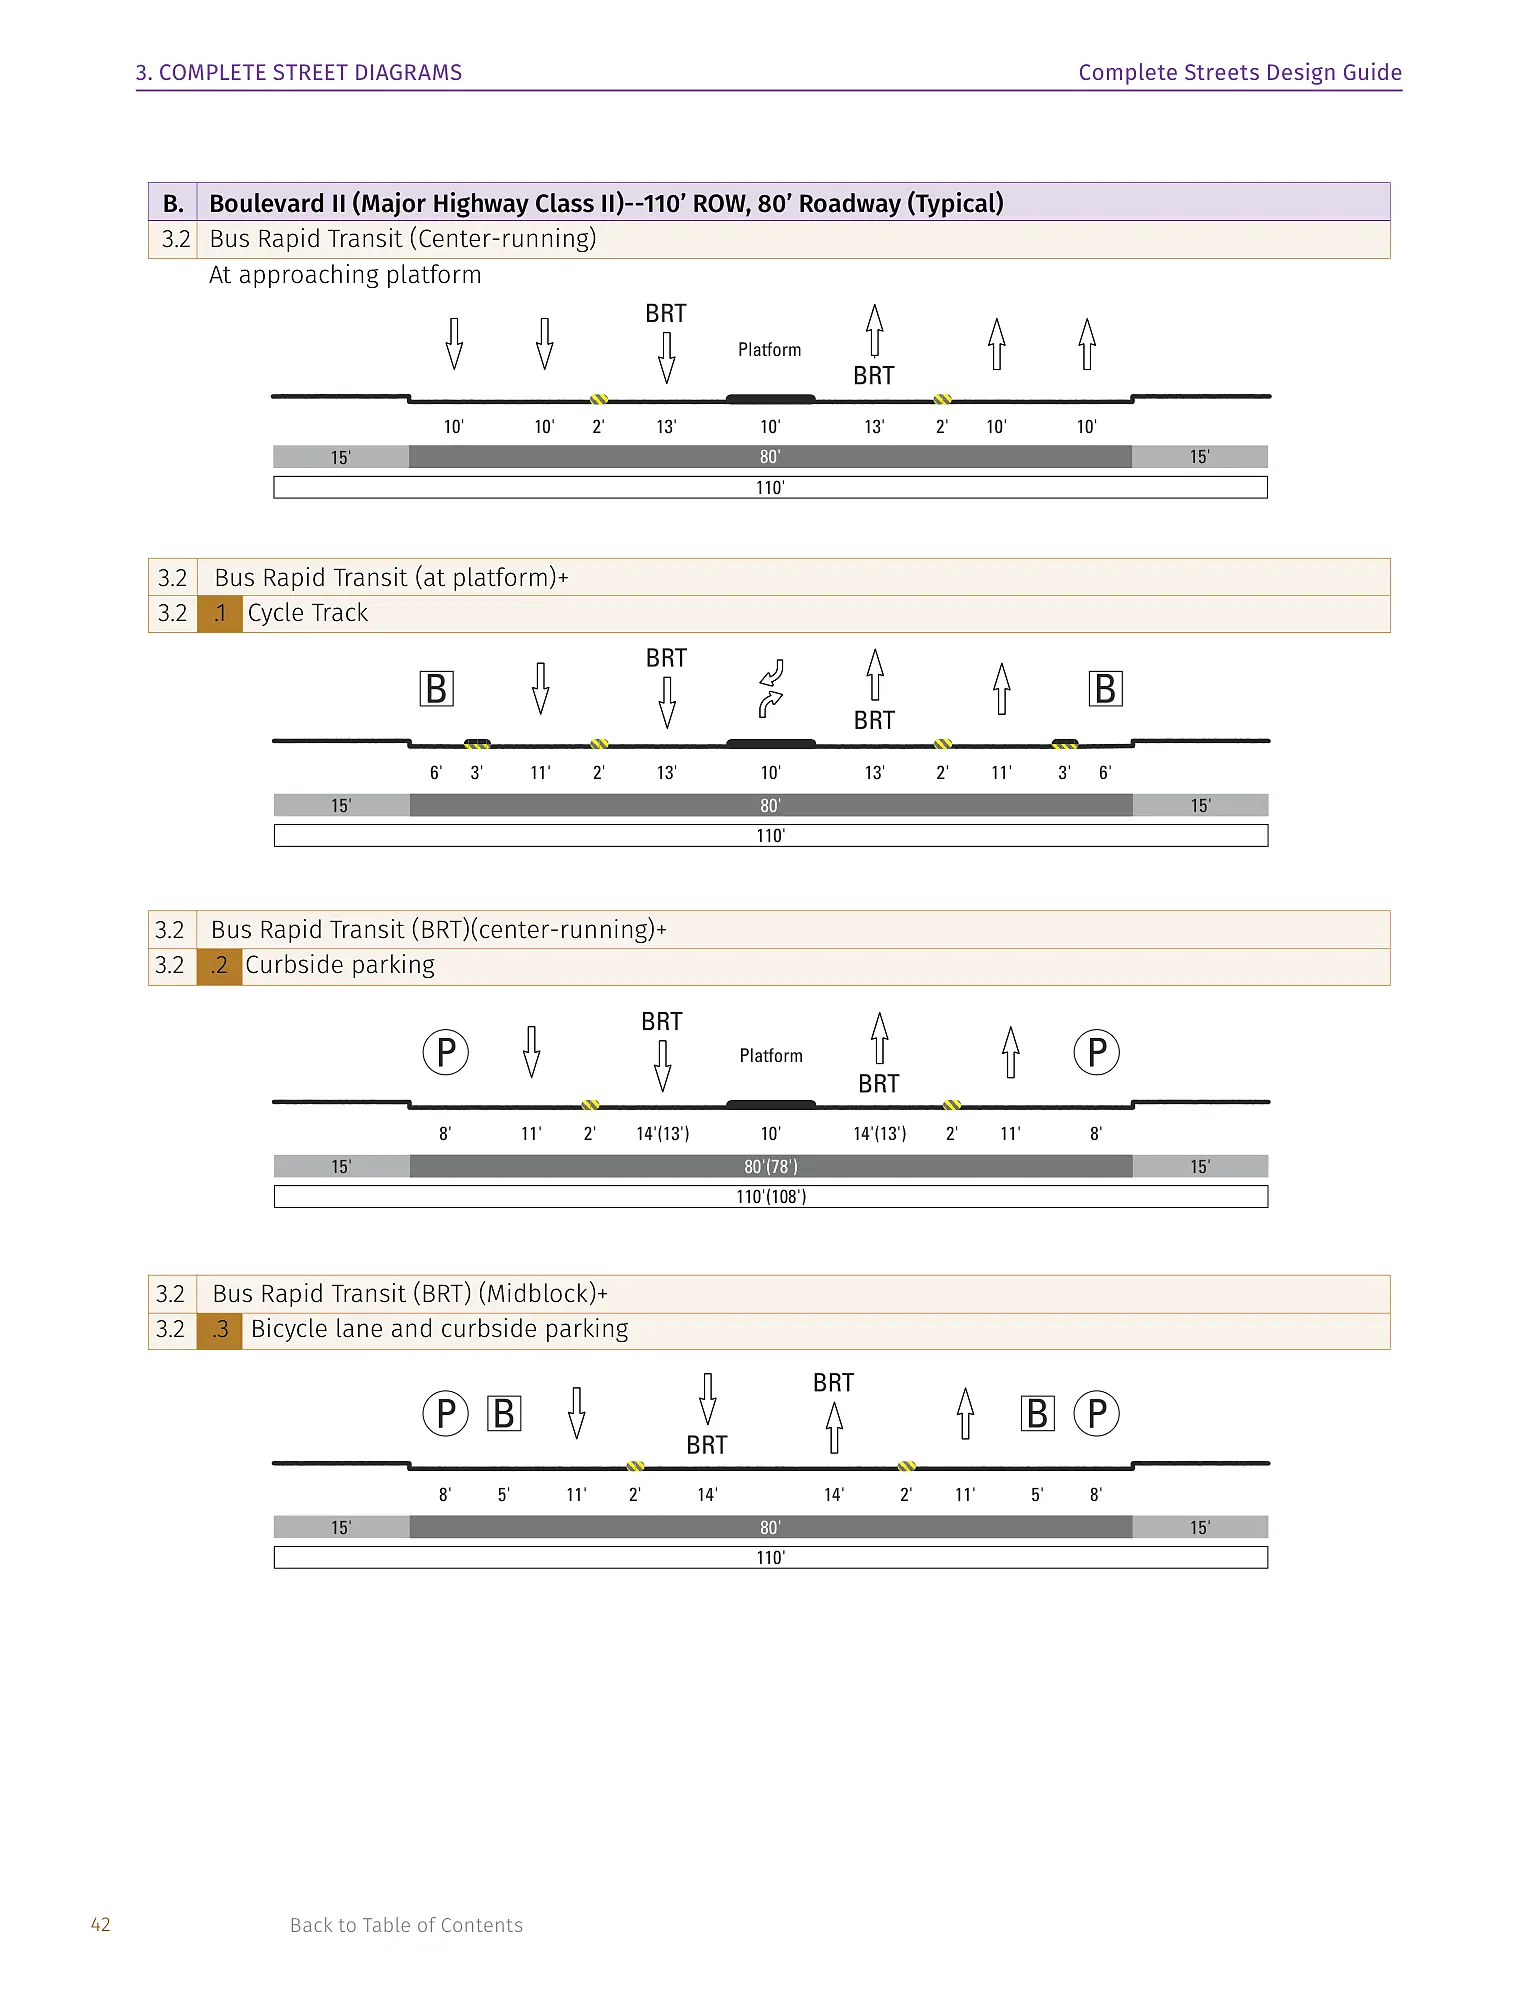 3. COMPLETE STREET DIAGRAMS Complete Streets Design Guide
B. Boulevard II (Major Highway Class II)--110’ ROW, 80’ Roadway (Typical)
3.2 Bus Rapid Transit (Center-running)
At approaching platform
BRT
Platform
BRT
10' 10' 2' 13' 10' 13' 2' 10' 10'
15' 80' 15'
110'
3.2 Bus Rapid Transit (at platform)+
3.2 .1 Cycle Track
BRT
B B
BRT
6' 3' 11' 2' 13' 10' 13' 2' 11' 3' 6'
15' 80' 15'
110'
3.2 Bus Rapid Transit (BRT)(center-running)+
3.2 .2 Curbside parking
BRT
P Platform P
BRT
8' 11' 2' 14'(13') 10' 14'(13') 2' 11' 8'
15' 80'(78') 15'
110'(108')
3.2 Bus Rapid Transit (BRT) (Midblock)+
3.2 .3 Bicycle lane and curbside parking
BRT
P B B P
BRT
8' 5' 11' 2' 14' 14' 2' 11' 5' 8'
15' 80' 15'
110'
42 Back to Table of Contents